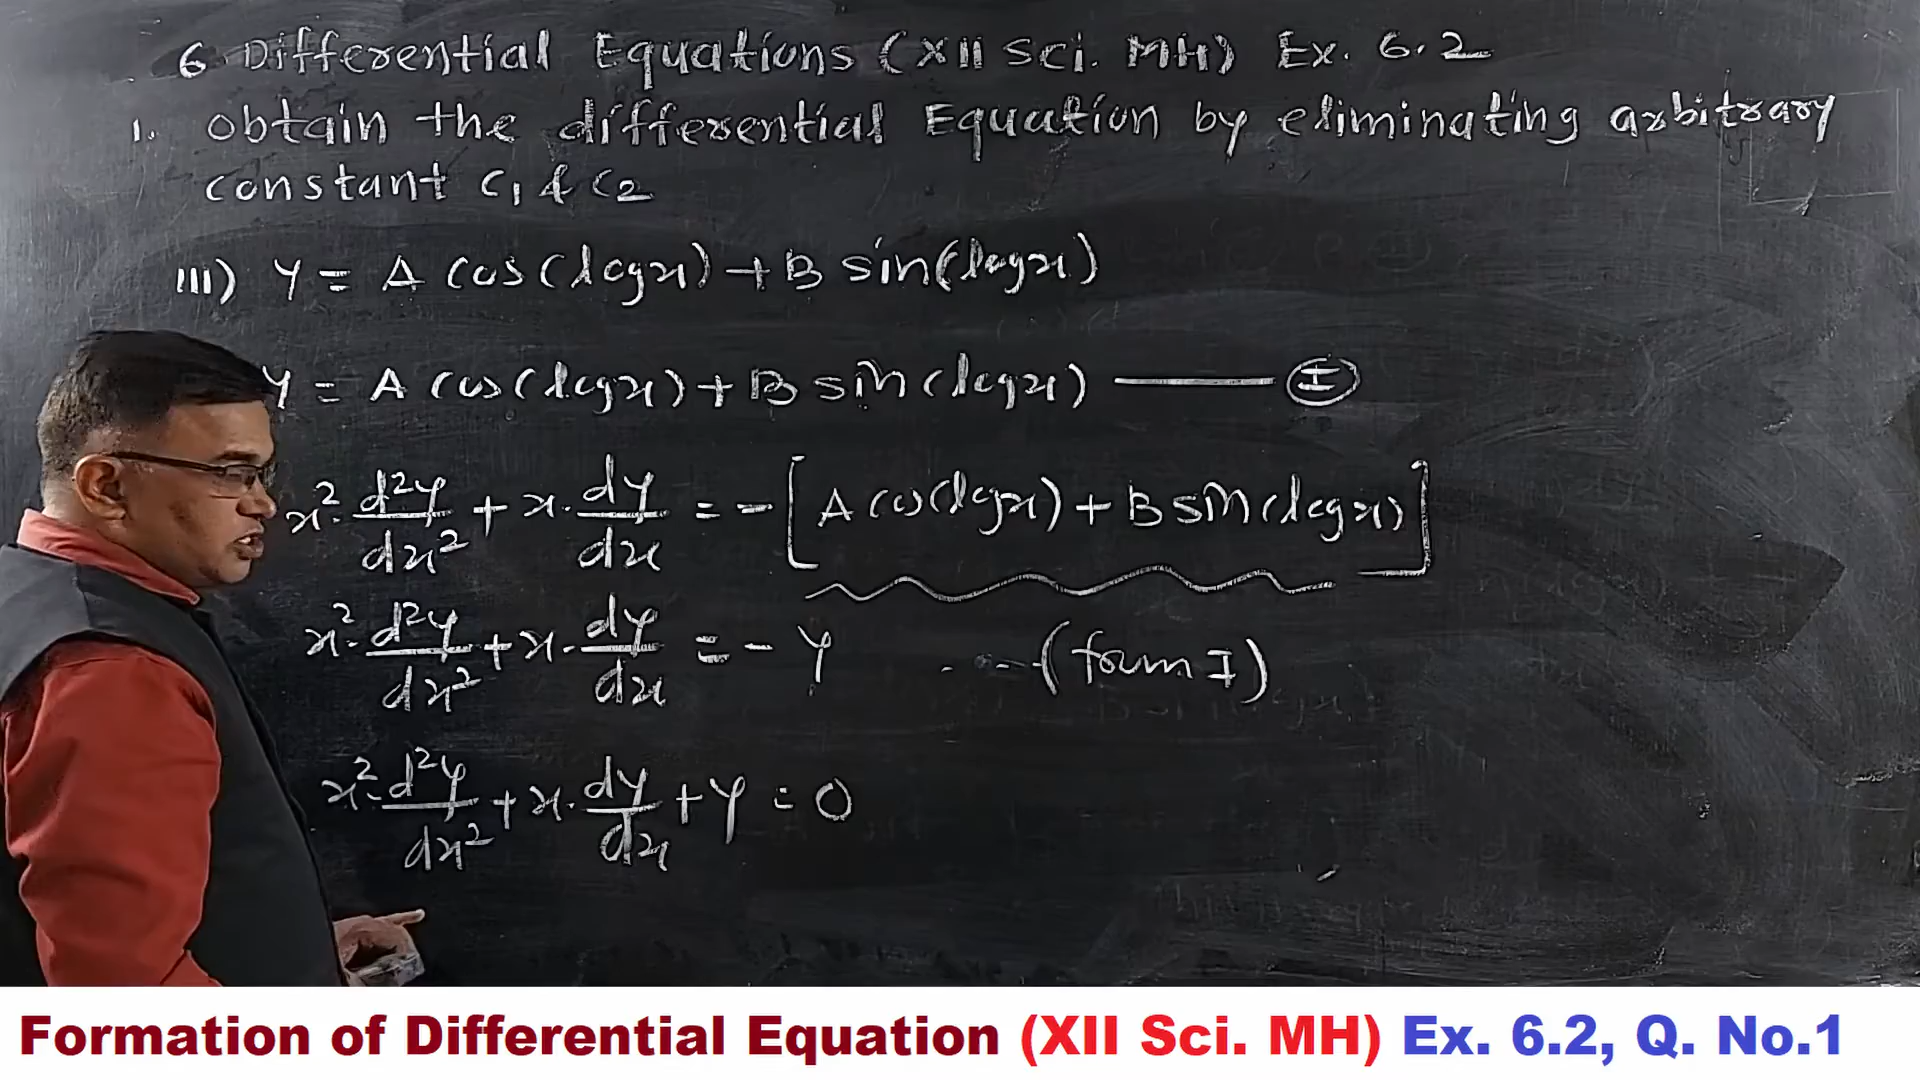 6 Differential Equations (XII Sci. MH) Ex. 6.2
1. obtain the differential Equation by eliminating arbitrary
constant C₁ & C₂
III) y = A cos(logx) + B sin(logx)
y = A cos(logx) + B sin(logx) —— Ⓘ
x²·d²y/dx² + x·dy/dx = -[A cos(logx) + B sin(logx)]
x²·d²y/dx² + x·dy/dx = -y ...(form I)
x²·d²y/dx² + x·dy/dx + y = 0
Formation of Differential Equation (XII Sci. MH) Ex. 6.2, Q. No.1